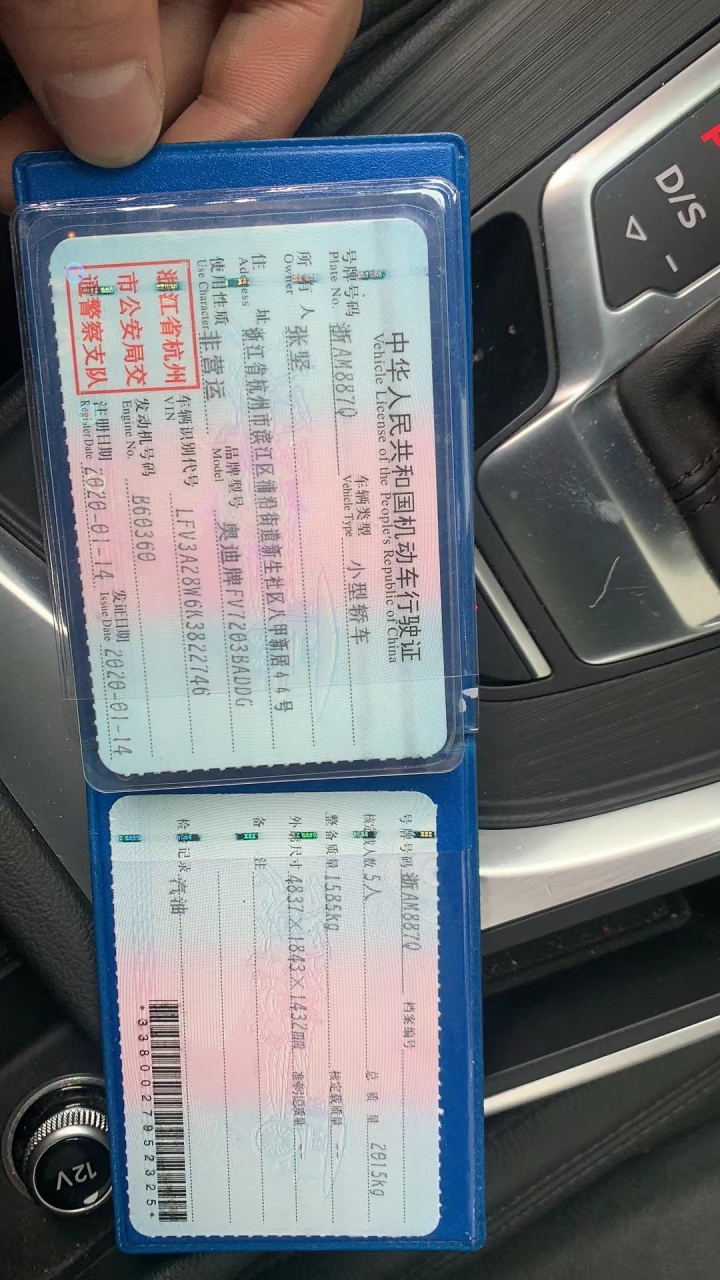 中华人民共和国机动车行驶证
Vehicle License of the People's Republic of China
号牌号码 浙AM887Q 车辆类型 小型轿车
Plate No. Vehicle Type
所有人 张坚
Owner
住址 浙江省杭州市滨江区浦沿街道新生社区八甲新居44号
Address
使用性质 非营运 品牌型号 奥迪牌FV7203BADDG
Use Character Model
浙江省杭州
市公安局交
通警察支队
车辆识别代号 LFV3A28W6K3822746
VIN
发动机号码 B60360
Engine No.
注册日期 2020-01-14 发证日期 2020-01-14
Register Date Issue Date
号牌号码 浙AM887Q 档案编号
核定载人数 5人 总质量 2015kg
整备质量 1585kg 核定载质量 --
外廓尺寸 4837×1843×1432 准牵引总质量 --
备注
检验记录 汽油
*3380027952325*
D/S
12V